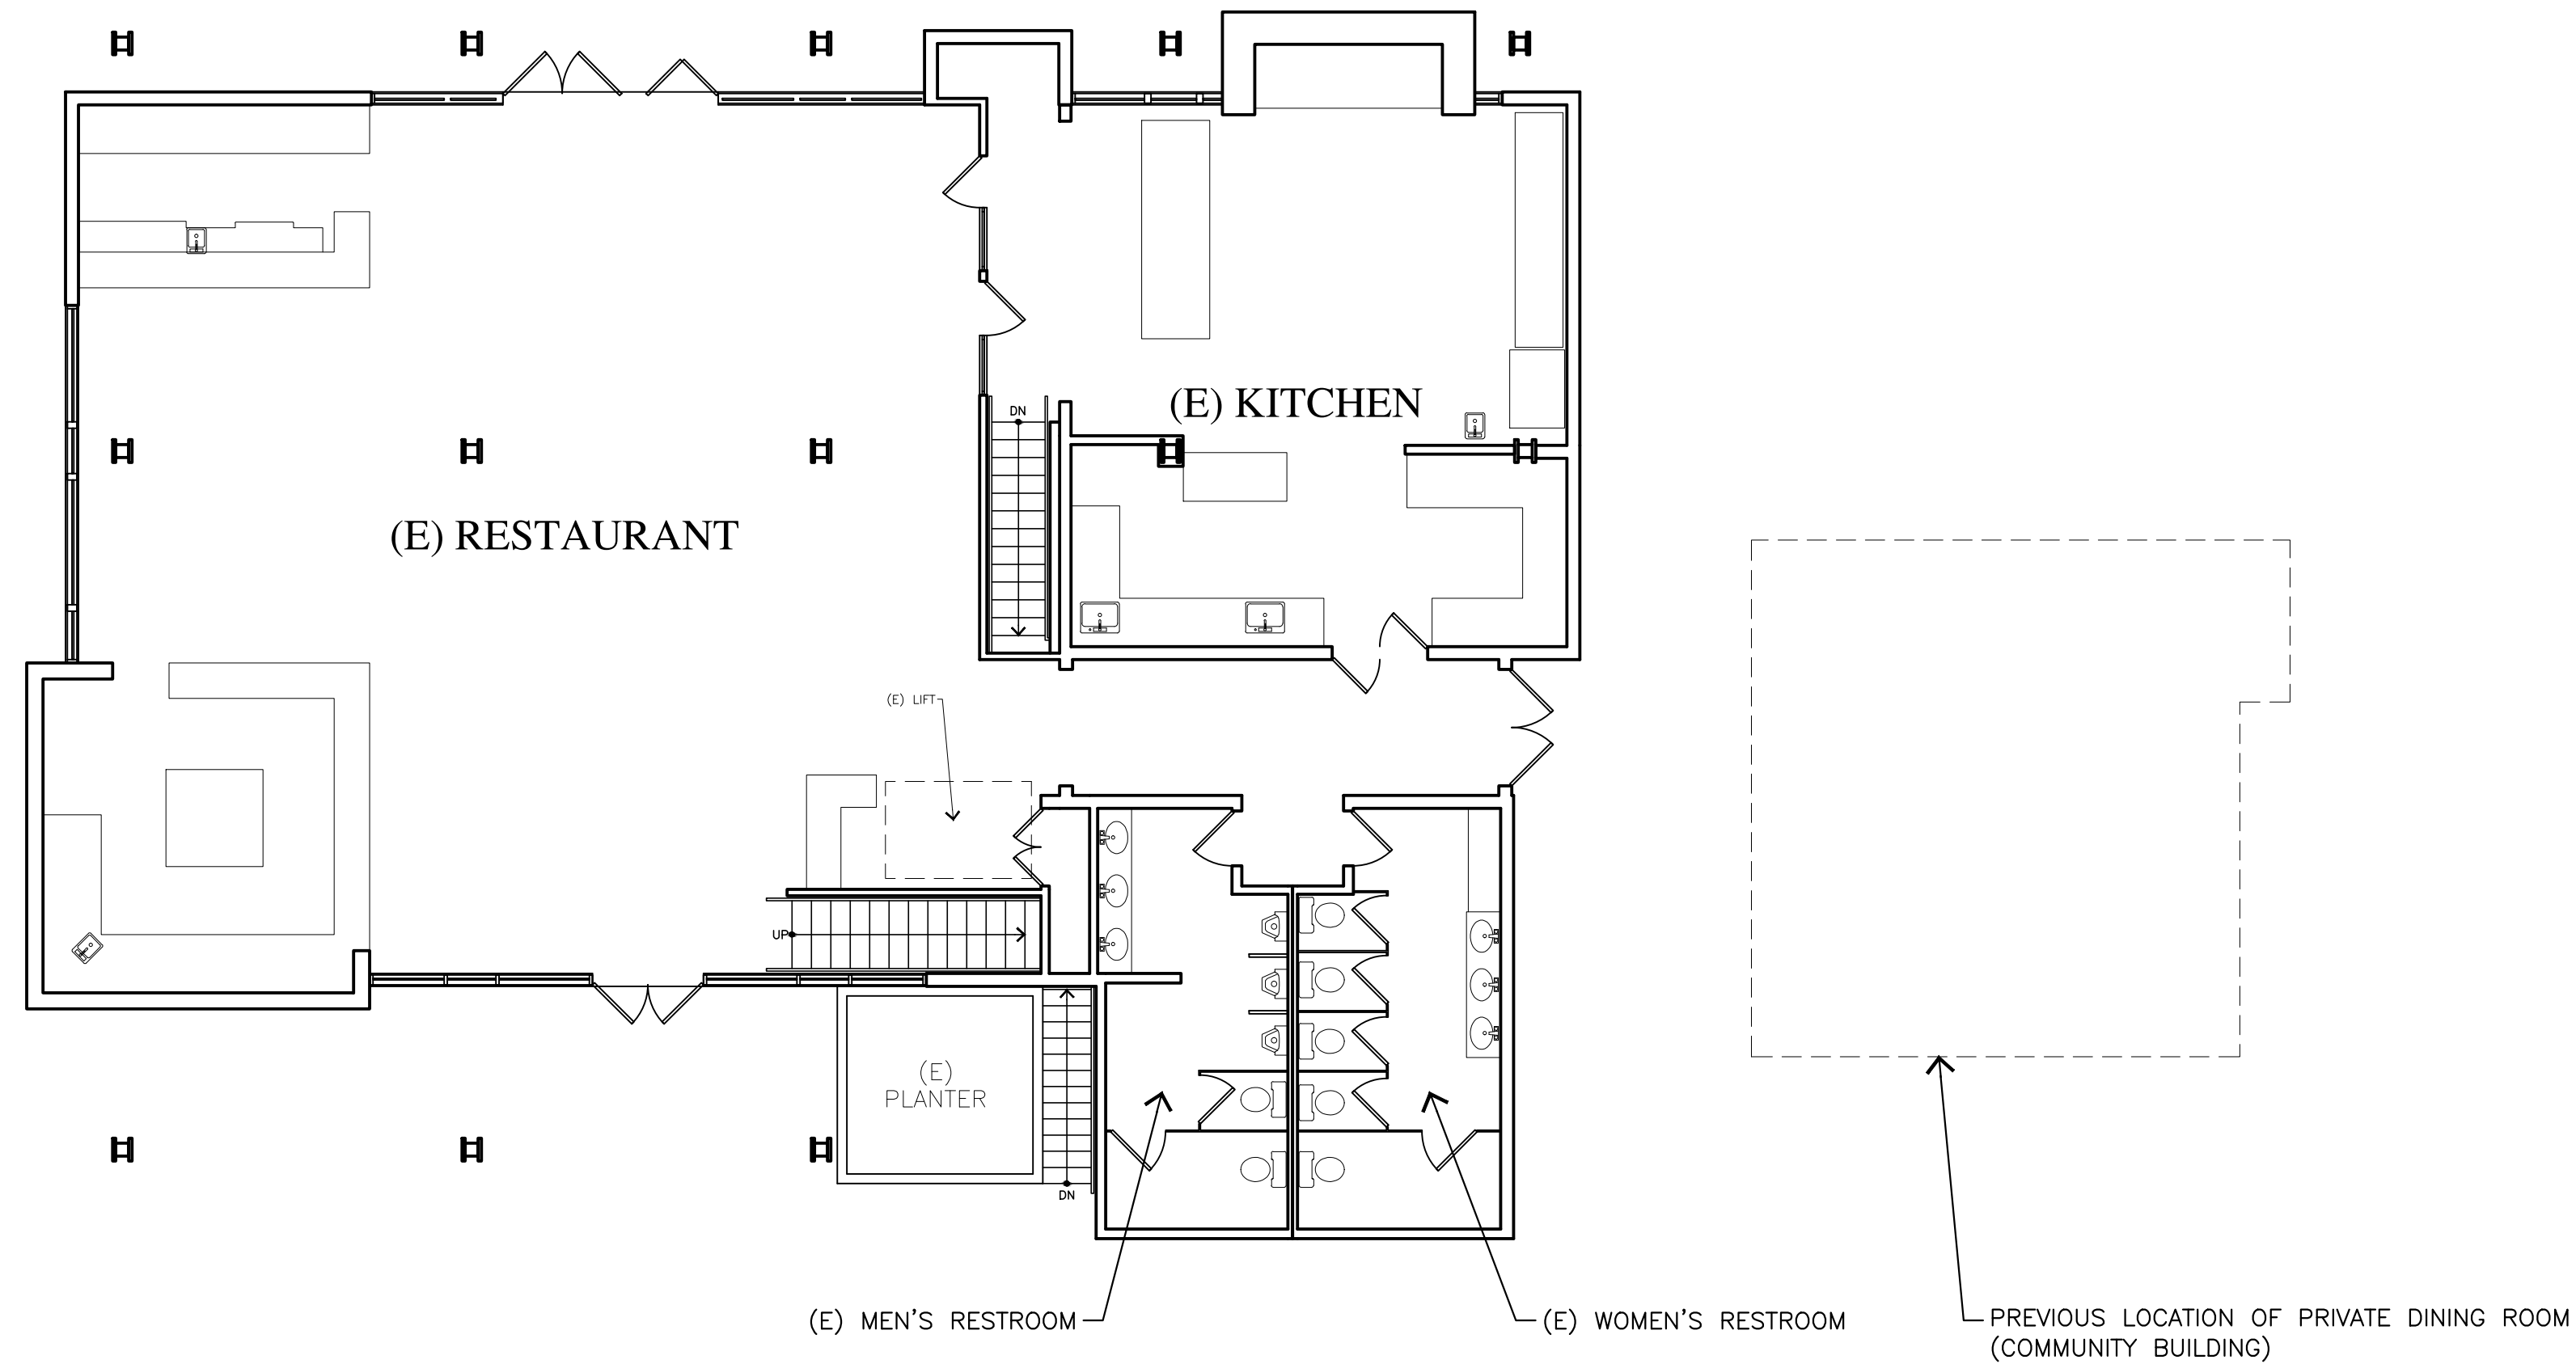 (E) KITCHEN
DN
(E) RESTAURANT
(E) LIFT
UP
(E)
PLANTER
DN
(E) MEN'S RESTROOM
(E) WOMEN'S RESTROOM
PREVIOUS LOCATION OF PRIVATE DINING ROOM
(COMMUNITY BUILDING)